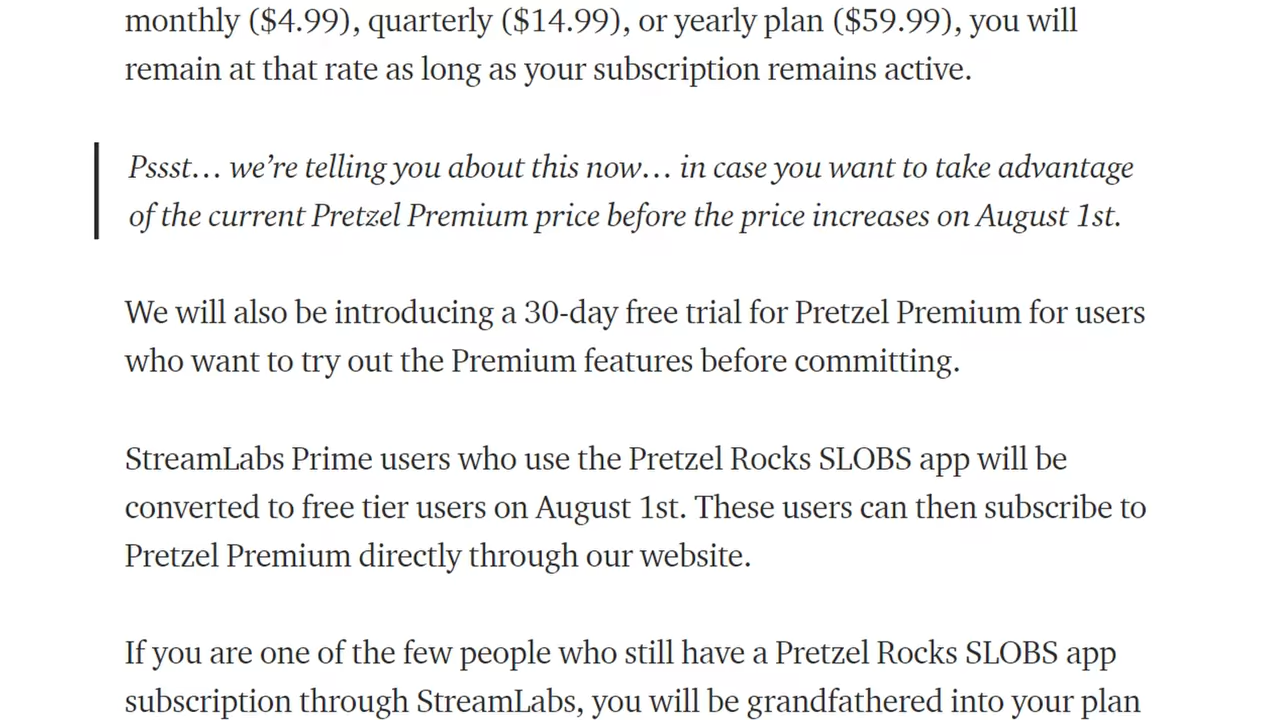 monthly ($4.99), quarterly ($14.99), or yearly plan ($59.99), you will
remain at that rate as long as your subscription remains active.
Pssst… we’re telling you about this now… in case you want to take advantage
of the current Pretzel Premium price before the price increases on August 1st.
We will also be introducing a 30-day free trial for Pretzel Premium for users
who want to try out the Premium features before committing.
StreamLabs Prime users who use the Pretzel Rocks SLOBS app will be
converted to free tier users on August 1st. These users can then subscribe to
Pretzel Premium directly through our website.
If you are one of the few people who still have a Pretzel Rocks SLOBS app
subscription through StreamLabs, you will be grandfathered into your plan